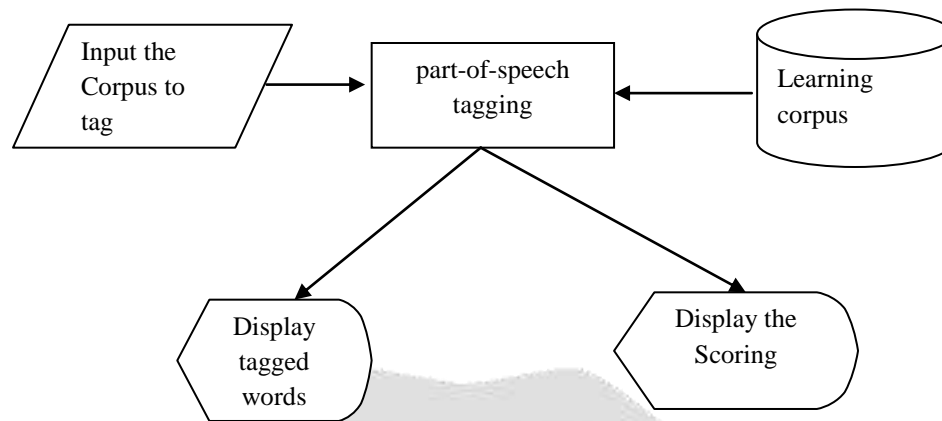 Input the
Corpus to
tag
part-of-speech
tagging
Learning
corpus
Display
tagged
words
Display the
Scoring